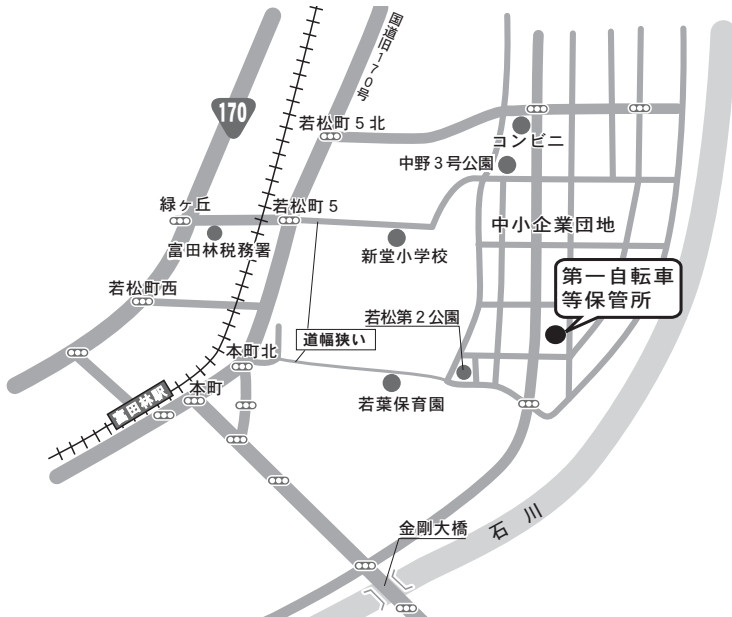 国道旧170号
170
若松町5北
コンビニ
中野3号公園
緑ヶ丘
若松町5
中小企業団地
富田林税務署
新堂小学校
第一自転車
等保管所
若松町西
若松第2公園
道幅狭い
本町北
富田林駅
本町
若葉保育園
金剛大橋
石川